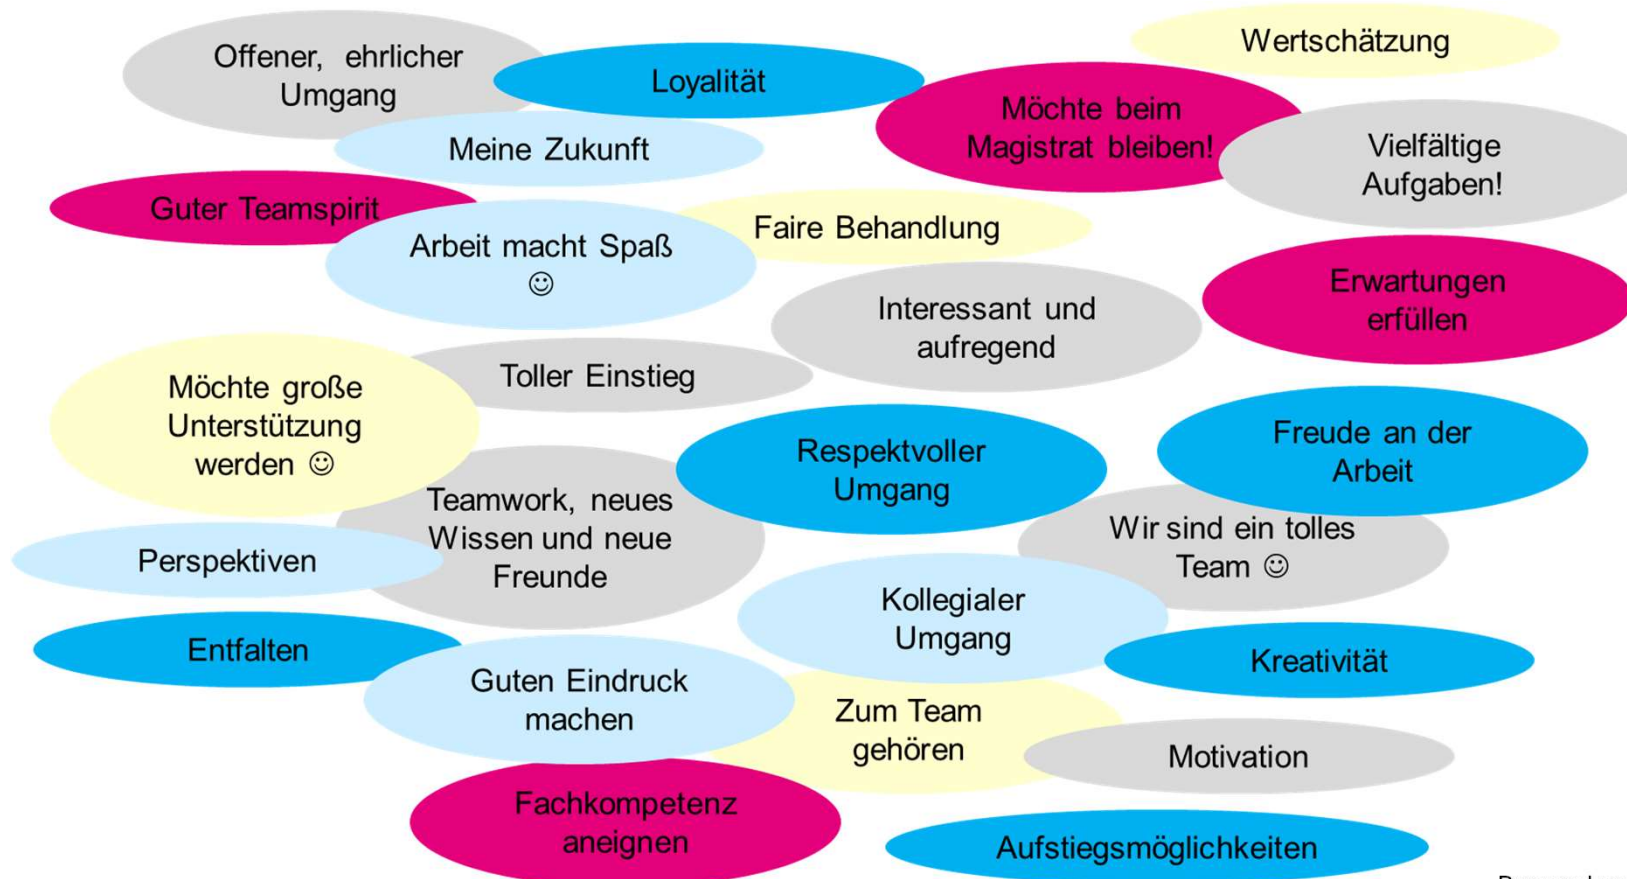 Offener, ehrlicher
Umgang
Loyalität
Wertschätzung
Möchte beim
Magistrat bleiben!
Meine Zukunft
Vielfältige
Aufgaben!
Guter Teamspirit
Arbeit macht Spaß
☺
Faire Behandlung
Interessant und
aufregend
Erwartungen
erfüllen
Toller Einstieg
Möchte große
Unterstützung
werden ☺
Respektvoller
Umgang
Freude an der
Arbeit
Teamwork, neues
Wissen und neue
Freunde
Wir sind ein tolles
Team ☺
Perspektiven
Kollegialer
Umgang
Entfalten
Kreativität
Guten Eindruck
machen
Zum Team
gehören
Motivation
Fachkompetenz
aneignen
Aufstiegsmöglichkeiten